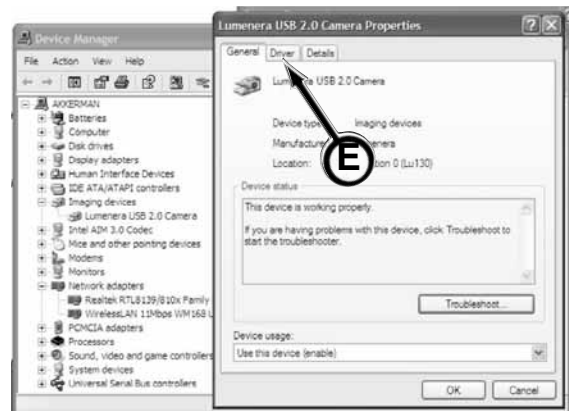 Device Manager
File Action View Help
AKKERMAN
Batteries
Computer
Disk drives
Display adapters
Human Interface Devices
IDE ATA/ATAPI controllers
Imaging devices
Lumenera USB 2.0 Camera
Intel AIM 3.0 Codec
Mice and other pointing devices
Modems
Monitors
Network adapters
Realtek RTL8139/810x Family
WirelessLAN 11Mbps WM168
PCMCIA adapters
Processors
Sound, video and game controllers
System devices
Universal Serial Bus controllers
Lumenera USB 2.0 Camera Properties
General Driver Details
USB 2.0 Camera
Device type Imaging devices
Manufacture enera
Location: tion 0 (Lu130)
E
Device status
This device is working properly.
If you are having problems with this device, click Troubleshoot to
start the troubleshooter.
Troubleshoot...
Device usage:
Use this device (enable)
OK Cancel